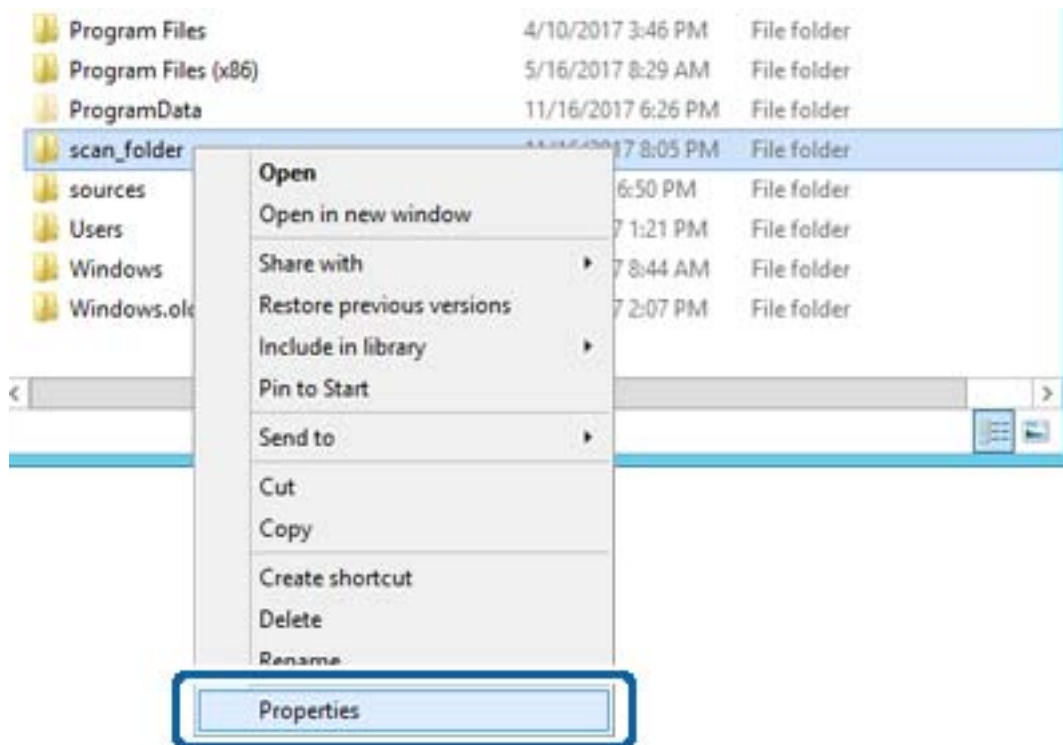 Program Files 4/10/2017 3:46 PM File folder
Program Files (x86) 5/16/2017 8:29 AM File folder
ProgramData 11/16/2017 6:26 PM File folder
scan_folder 7 8:05 PM File folder
sources 6:50 PM File folder
Users 7 1:21 PM File folder
Windows 7 8:44 AM File folder
Windows.old 7 2:07 PM File folder
Open
Open in new window
Share with
Restore previous versions
Include in library
Pin to Start
Send to
Cut
Copy
Create shortcut
Delete
Rename
Properties